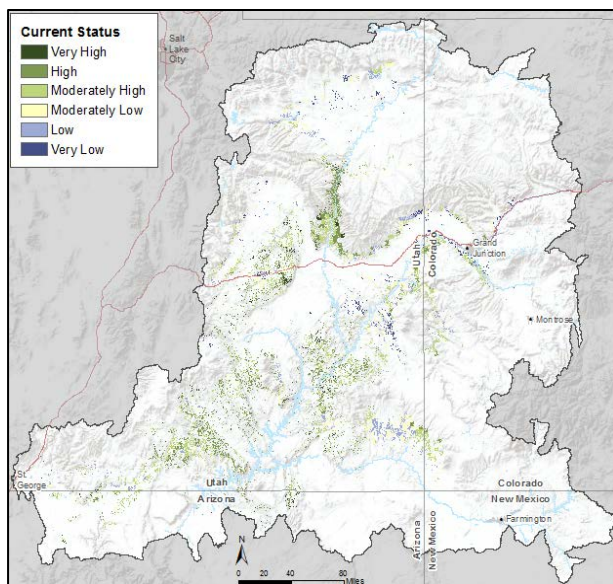 Current Status
Very High
High
Moderately High
Moderately Low
Low
Very Low
Salt
Lake
City
Utah
Colorado
Grand
Junction
Montrose
St
George
Utah
Arizona
Colorado
New Mexico
Arizona
New Mexico
Farmington
N
0 20 40 80
Miles